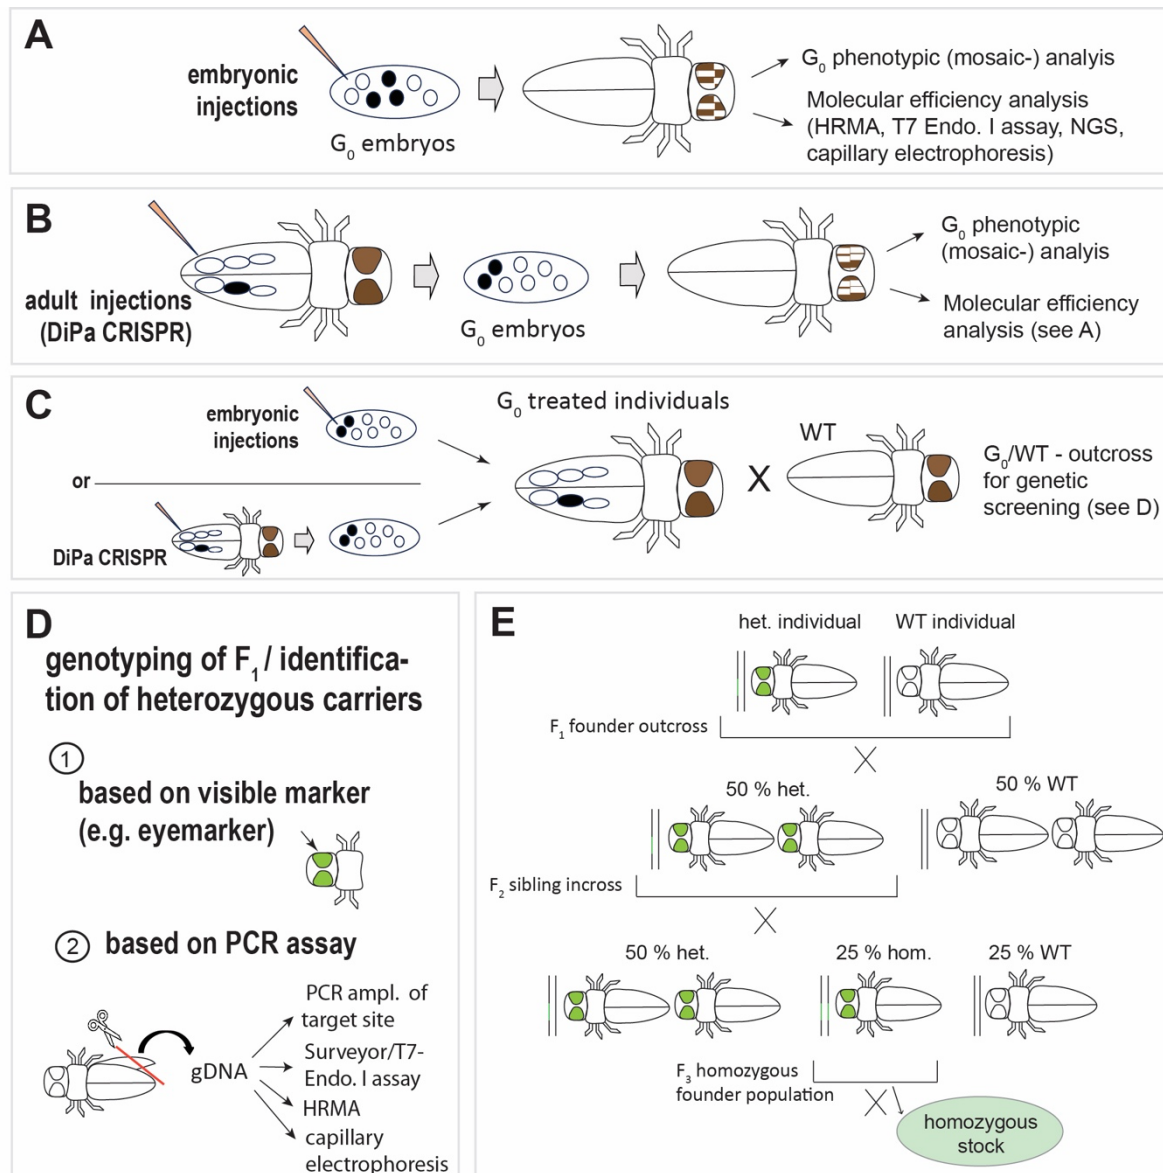 A
embryonic
injections
G₀ embryos
G₀ phenotypic (mosaic-) analyis
Molecular efficiency analysis
(HRMA, T7 Endo. I assay, NGS,
capillary electrophoresis)
B
adult injections
(DiPa CRISPR)
G₀ embryos
G₀ phenotypic
(mosaic-) analyis
Molecular efficiency
analysis (see A)
C
embryonic
injections
or
DiPa CRISPR
G₀ treated individuals
X
WT
G₀/WT - outcross
for genetic
screening (see D)
D
genotyping of F₁ / identifica-
tion of heterozygous carriers
1
based on visible marker
(e.g. eyemarker)
2 based on PCR assay
gDNA
PCR ampl. of
target site
Surveyor/T7-
Endo. I assay
HRMA
capillary
electrophoresis
E
het. individual WT individual
F₁ founder outcross
50 % het. 50 % WT
F₂ sibling incross
50 % het. 25 % hom. 25 % WT
F₃ homozygous
founder population
homozygous
stock